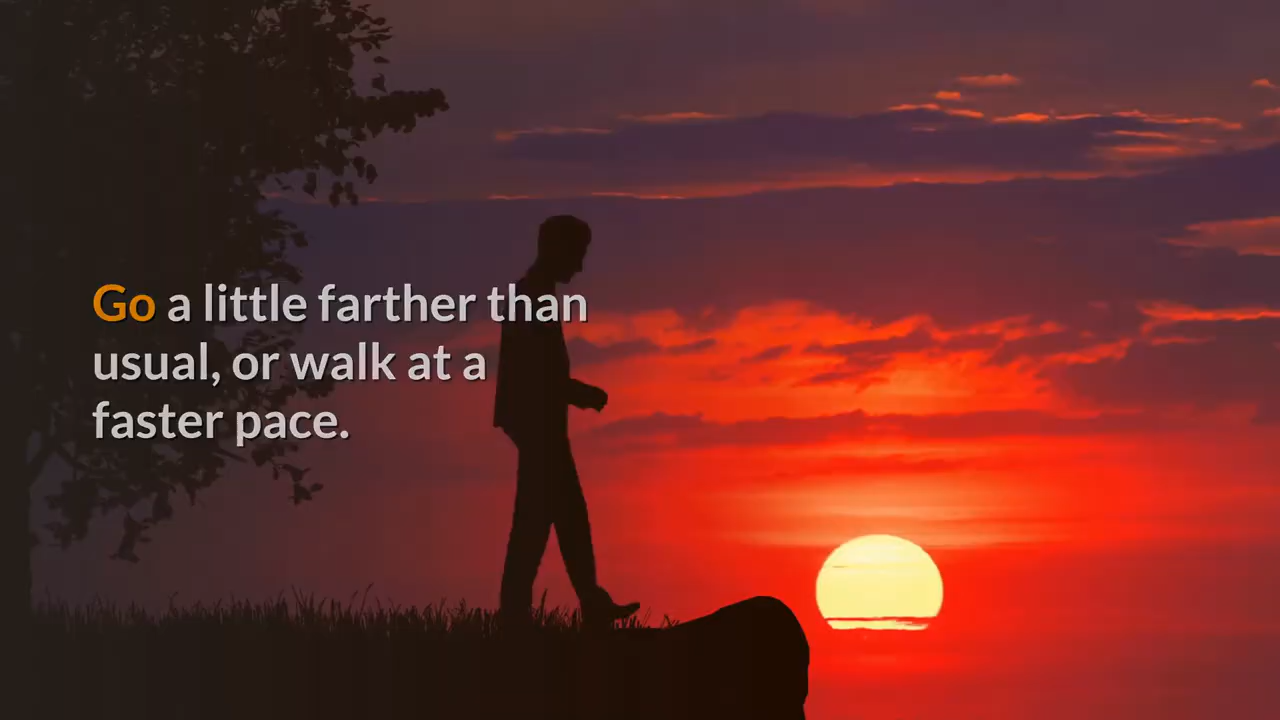 Go a little farther than
usual, or walk at a
faster pace.